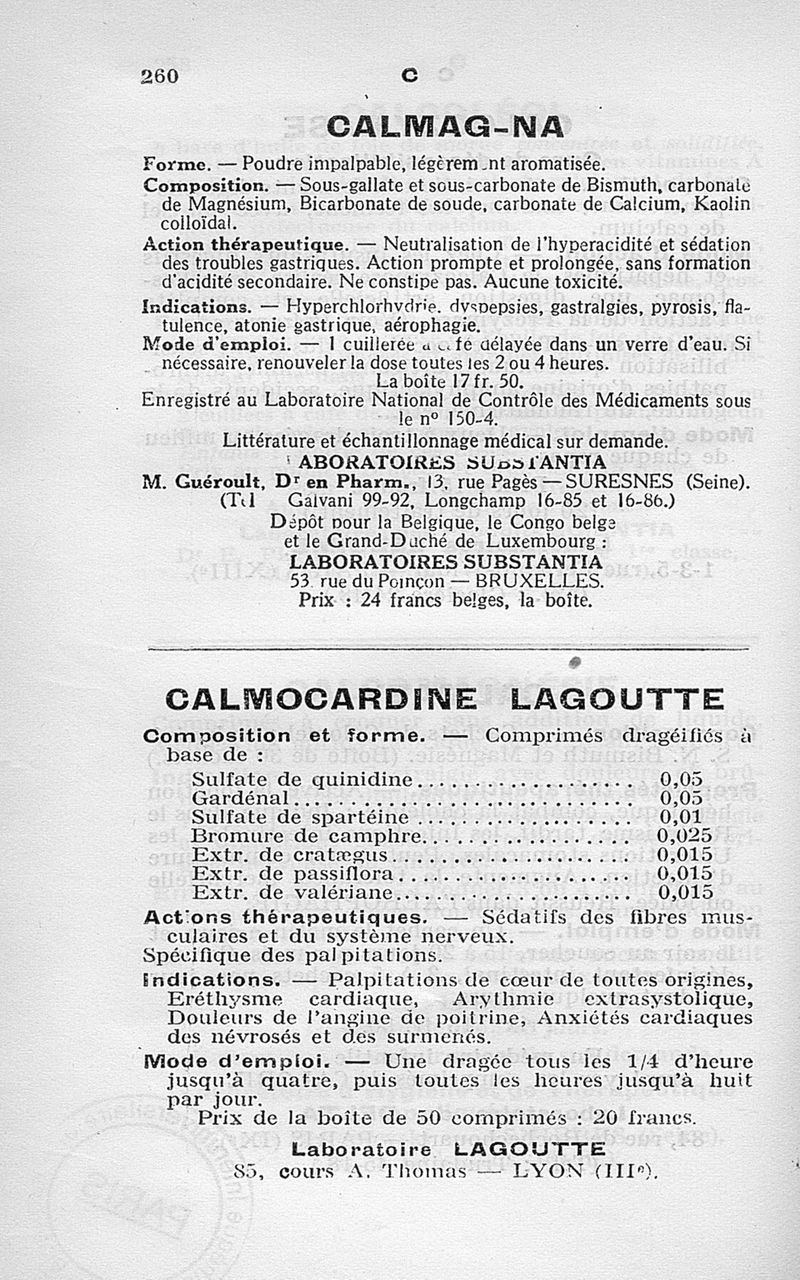 260
C
CALMAG-NA
Forme. — Poudre impalpable, légèrem nt aromatisée.
Composition. — Sous-gallate et sous-carbonate de Bismuth, carbonate
de Magnésium, Bicarbonate de soude, carbonate de Calcium, Kaolin
colloïdal.
Action thérapeutique. — Neutralisation de l'hyperacidité et sédation
des troubles gastriques. Action prompte et prolongée, sans formation
d'acidité secondaire. Ne constipe pas. Aucune toxicité.
Indications. — Hyperchlorhydrie, dyspepsies, gastralgies, pyrosis, fla-
tulence, atonie gastrique, aérophagie.
Mode d'emploi. — 1 cuillerée à café délayée dans un verre d'eau. Si
nécessaire, renouveler la dose toutes les 2 ou 4 heures.
La boîte 17 fr. 50.
Enregistré au Laboratoire National de Contrôle des Médicaments sous
le n° 150-4.
Littérature et échantillonnage médical sur demande.
LABORATOIRES SUBSTANTIA
M. Guéroult, Dr en Pharm., 13, rue Pagès — SURESNES (Seine).
(Tél Galvani 99-92, Longchamp 16-85 et 16-86.)
Dépôt pour la Belgique, le Congo belge
et le Grand-Duché de Luxembourg :
LABORATOIRES SUBSTANTIA
53, rue du Poinçon — BRUXELLES.
Prix : 24 francs belges, la boîte.
CALMOCARDINE LAGOUTTE
Composition et forme. — Comprimés dragéifiés à
base de :
Sulfate de quinidine.................... 0,05
Gardénal.............................. 0,05
Sulfate de spartéine .................... 0,01
Bromure de camphre................... 0,025
Extr. de cratægus...................... 0,015
Extr. de passiflora..................... 0,015
Extr. de valériane...................... 0,015
Actions thérapeutiques. — Sédatifs des fibres mus-
culaires et du système nerveux.
Spécifique des palpitations.
Indications. — Palpitations de cœur de toutes origines,
Eréthysme cardiaque, Arythmie extrasystolique,
Douleurs de l'angine de poitrine, Anxiétés cardiaques
des névrosés et des surmenés.
Mode d'emploi. — Une dragée tous les 1/4 d'heure
jusqu'à quatre, puis toutes les heures jusqu'à huit
par jour.
Prix de la boîte de 50 comprimés : 20 francs.
Laboratoire LAGOUTTE
85, cours A. Thomas — LYON (IIIe).
PARIS